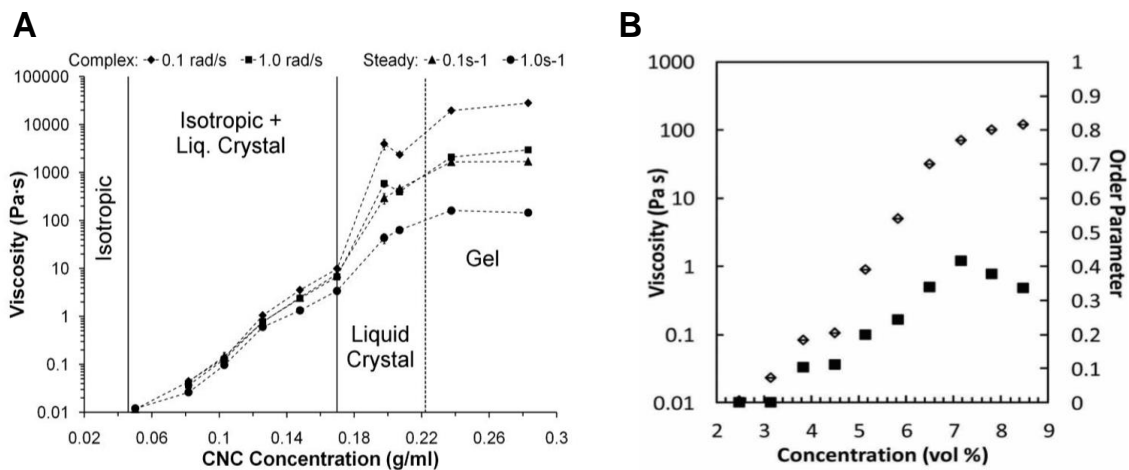 A
Complex: 0.1 rad/s 1.0 rad/s Steady: 0.1s-1 1.0s-1
100000
10000
1000
100
10
1
0.1
0.01
Viscosity (Pa·s)
Isotropic
Isotropic +
Liq. Crystal
Liquid
Crystal
Gel
0.02 0.06 0.1 0.14 0.18 0.22 0.26 0.3
CNC Concentration (g/ml)
B
1000
100
10
1
0.1
0.01
Viscosity (Pa s)
1
0.9
0.8
0.7
0.6
0.5
0.4
0.3
0.2
0.1
0
Order Parameter
2 3 4 5 6 7 8 9
Concentration (vol %)